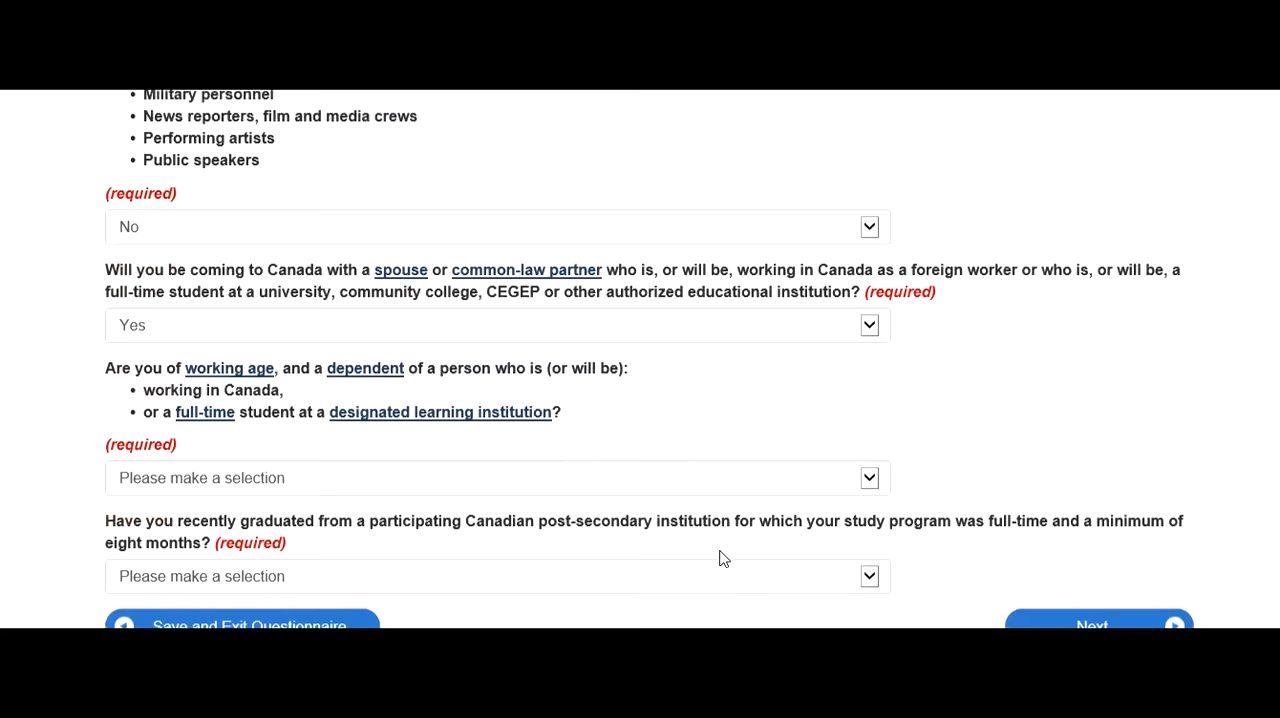 • Military personnel
• News reporters, film and media crews
• Performing artists
• Public speakers
(required)
No
Will you be coming to Canada with a spouse or common-law partner who is, or will be, working in Canada as a foreign worker or who is, or will be, a
full-time student at a university, community college, CEGEP or other authorized educational institution? (required)
Yes
Are you of working age, and a dependent of a person who is (or will be):
• working in Canada,
• or a full-time student at a designated learning institution?
(required)
Please make a selection
Have you recently graduated from a participating Canadian post-secondary institution for which your study program was full-time and a minimum of
eight months? (required)
Please make a selection
Save and Exit Questionnaire
Next